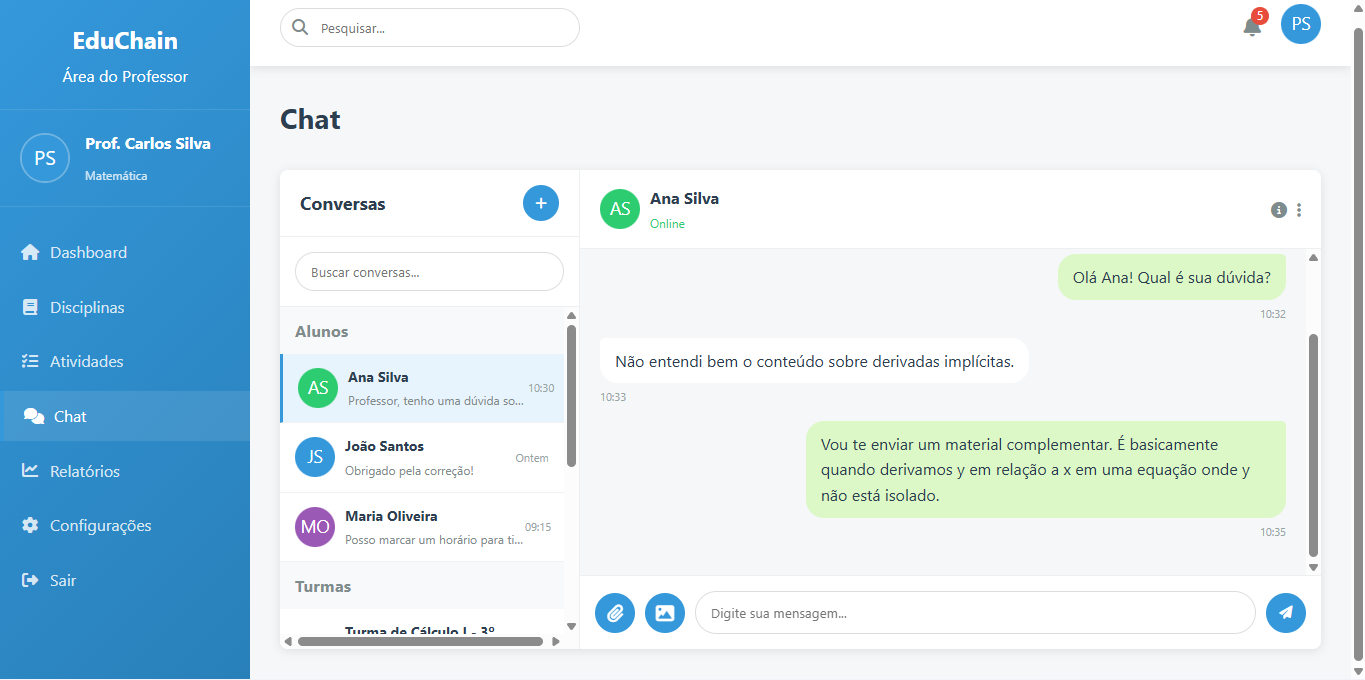 EduChain
Área do Professor
PS
Prof. Carlos Silva
Matemática
Dashboard
Disciplinas
Atividades
Chat
Relatórios
Configurações
Sair
Pesquisar...
5
PS
Chat
Conversas
+
Buscar conversas...
Alunos
AS
Ana Silva
10:30
Professor, tenho uma dúvida so...
JS
João Santos
Ontem
Obrigado pela correção!
MO
Maria Oliveira
09:15
Posso marcar um horário para ti...
Turmas
Turma de Cálculo I - 3º
AS
Ana Silva
Online
Olá Ana! Qual é sua dúvida?
10:32
Não entendi bem o conteúdo sobre derivadas implícitas.
10:33
Vou te enviar um material complementar. É basicamente
quando derivamos y em relação a x em uma equação onde y
não está isolado.
10:35
Digite sua mensagem...